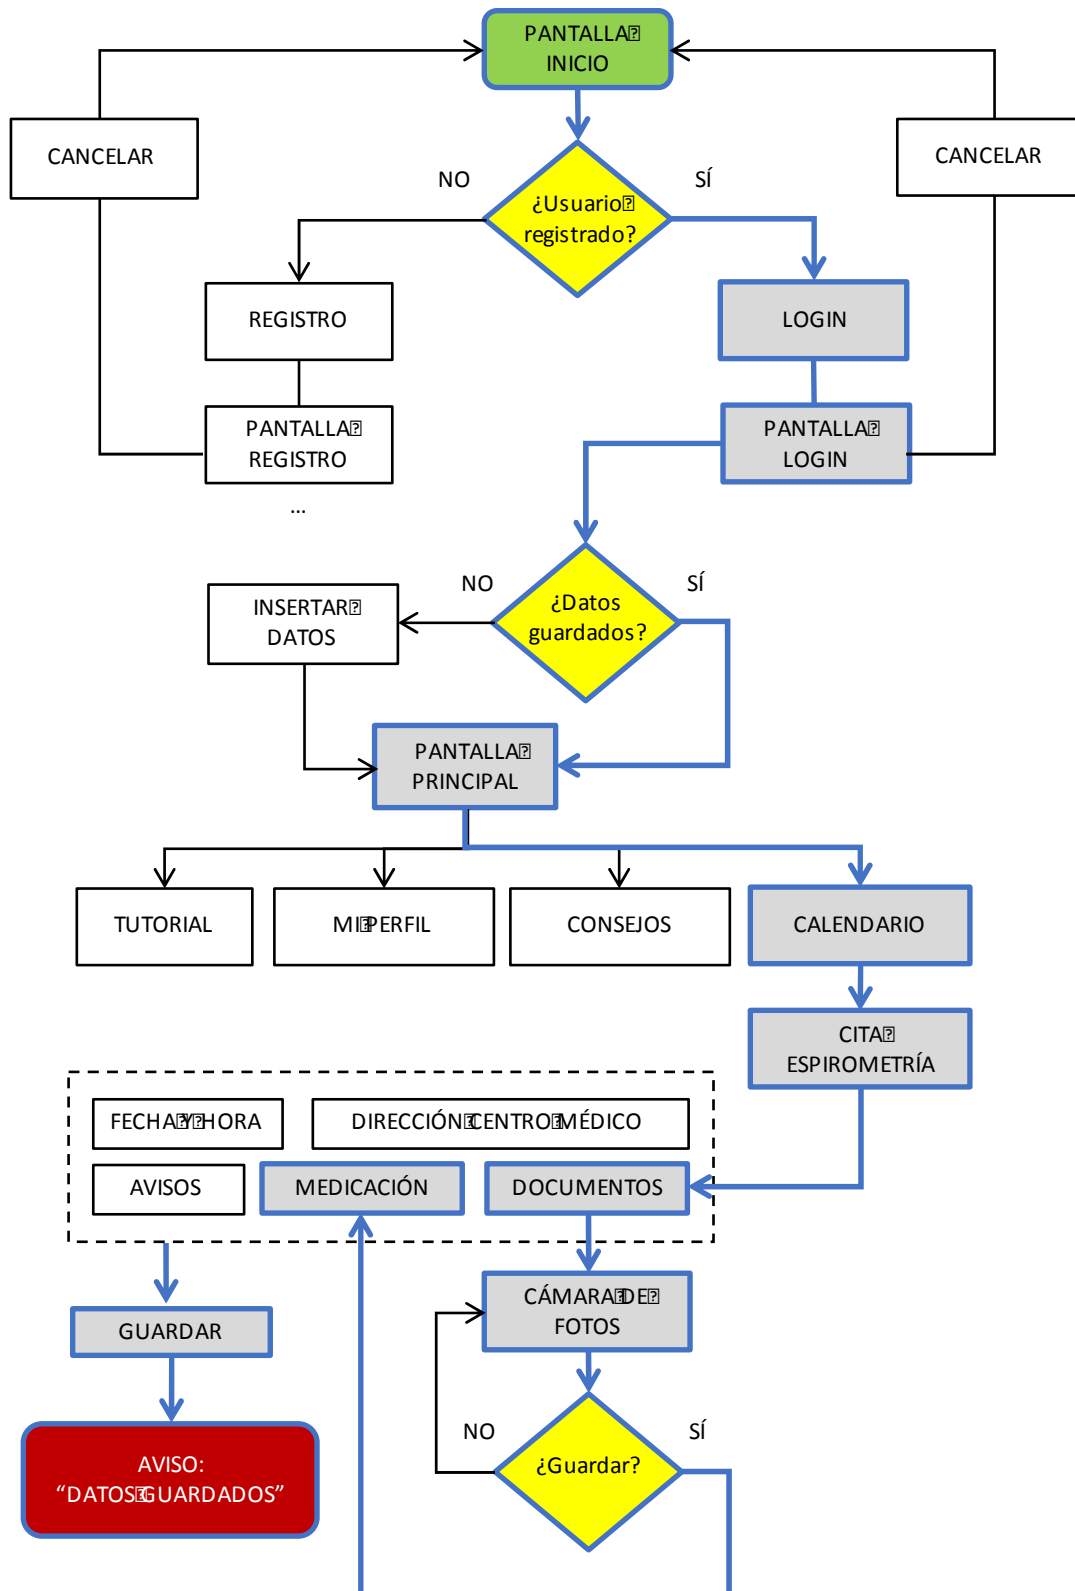 PANTALLA
INICIO
CANCELAR
CANCELAR
NO
SÍ
¿Usuario
registrado?
REGISTRO
LOGIN
PANTALLA
REGISTRO
PANTALLA
LOGIN
...
NO
SÍ
¿Datos
guardados?
INSERTAR
DATOS
PANTALLA
PRINCIPAL
TUTORIAL
MI PERFIL
CONSEJOS
CALENDARIO
CITA
ESPIROMETRÍA
FECHA Y HORA
DIRECCIÓN CENTRO MÉDICO
AVISOS
MEDICACIÓN
DOCUMENTOS
CÁMARA DE
FOTOS
GUARDAR
NO
SÍ
¿Guardar?
AVISO:
“DATOS GUARDADOS”